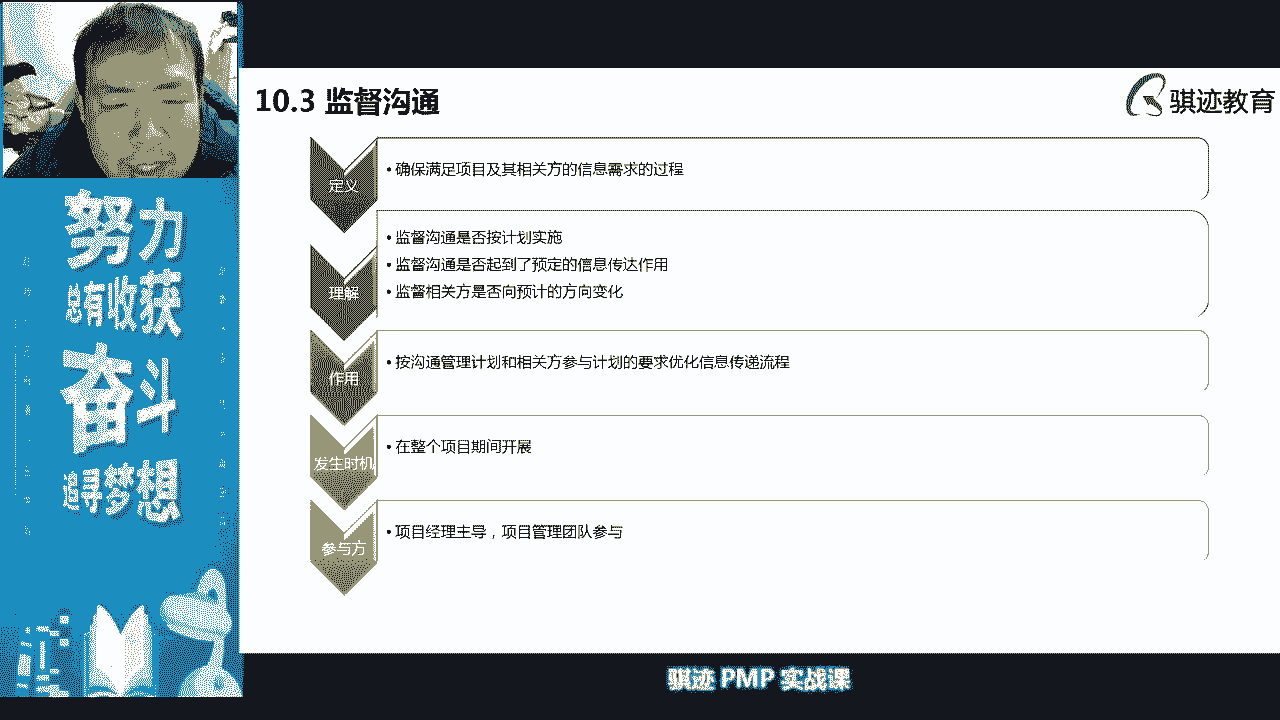 10.3 监督沟通
骐迹教育
定义
• 确保满足项目及其相关方的信息需求的过程
理解
• 监督沟通是否按计划实施
• 监督沟通是否起到了预定的信息传达作用
• 监督相关方是否向预计的方向变化
作用
• 按沟通管理计划和相关方参与计划的要求优化信息传递流程
发生时机
• 在整个项目期间开展
参与方
• 项目经理主导，项目管理团队参与
努力
总有收获
奋斗
追寻梦想
骐迹 PMP 实战课